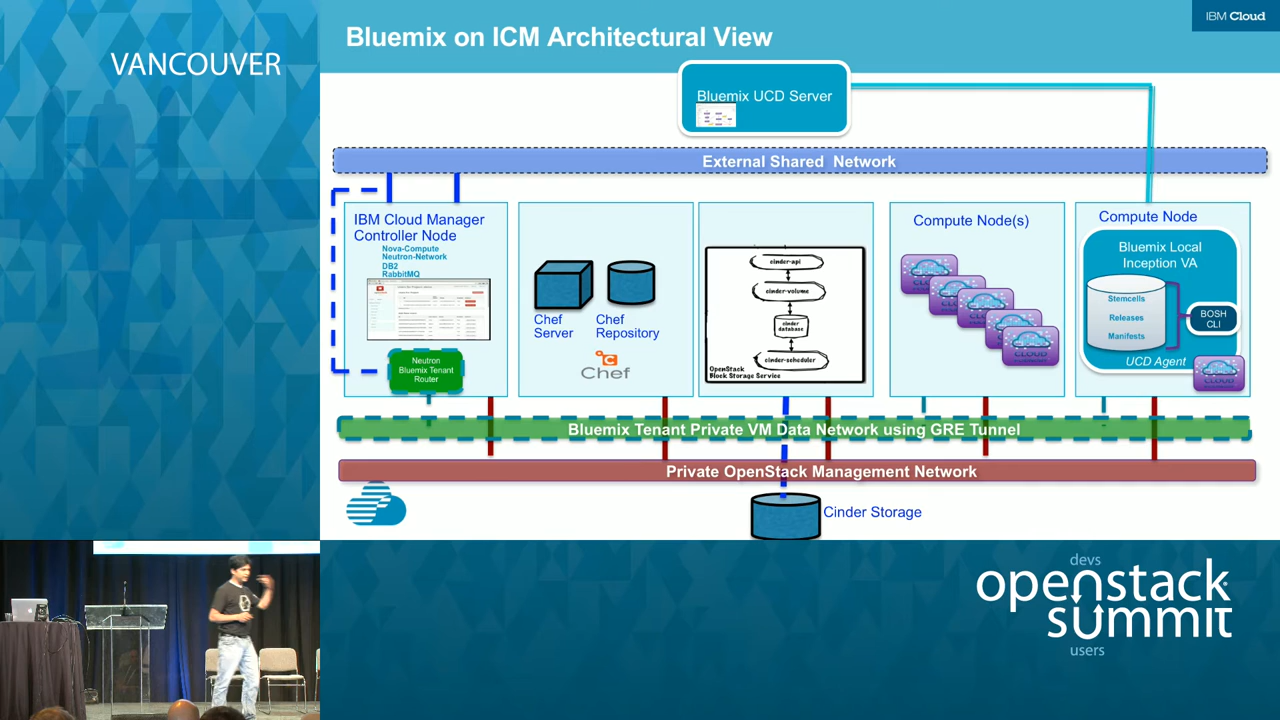 VANCOUVER
Bluemix on ICM Architectural View
IBM Cloud
Bluemix UCD Server
External Shared Network
IBM Cloud Manager
Controller Node
Nova-Compute
Neutron-Network
DB2
RabbitMQ
Neutron
Bluemix Tenant
Router
Chef
Server
Chef
Repository
Chef
cinder-api
cinder-volume
cinder
database
cinder-scheduler
OpenStack
Block Storage Service
Compute Node(s)
CLOUD
Compute Node
Bluemix Local
Inception VA
Stemcells
Releases
Manifests
BOSH
CLI
UCD Agent
CLOUD
Bluemix Tenant Private VM Data Network using GRE Tunnel
Private OpenStack Management Network
Cinder Storage
devs
openstack
summit
users